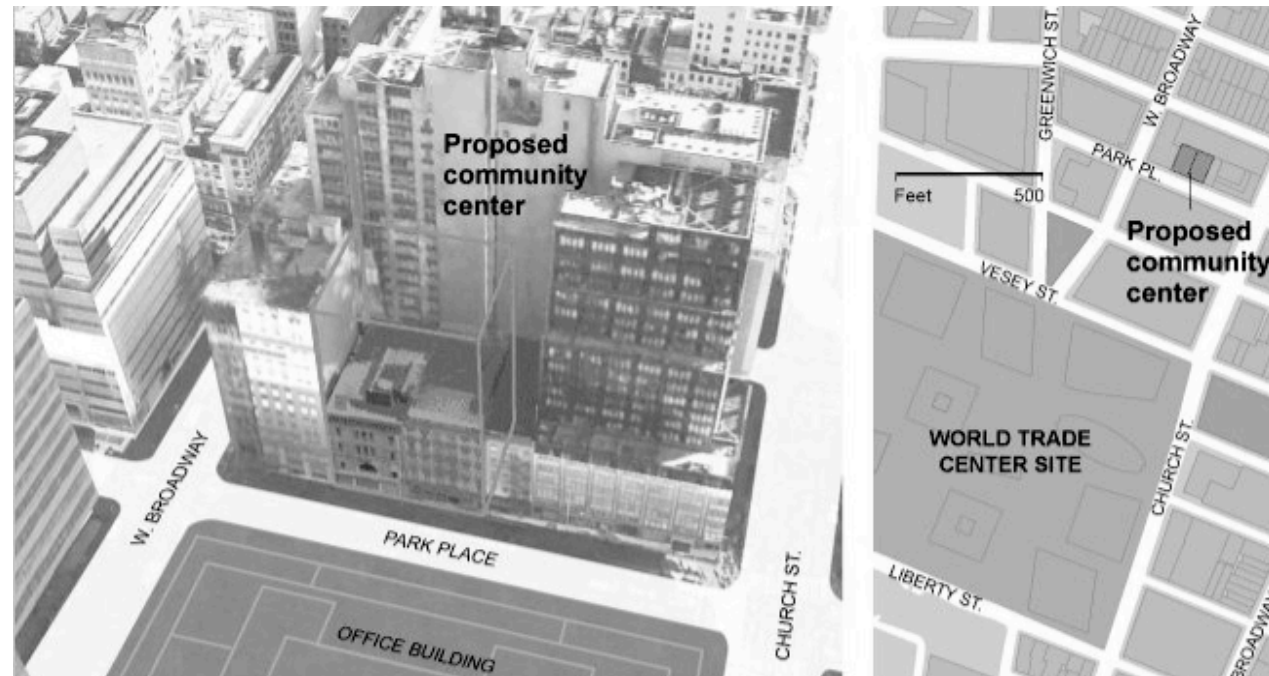 Proposed
community
center
W. BROADWAY
PARK PLACE
CHURCH ST.
OFFICE BUILDING
GREENWICH ST.
W. BROADWAY
PARK PL.
Feet 500
Proposed
community
center
VESEY ST.
WORLD TRADE
CENTER SITE
CHURCH ST.
LIBERTY ST.
BROADWAY